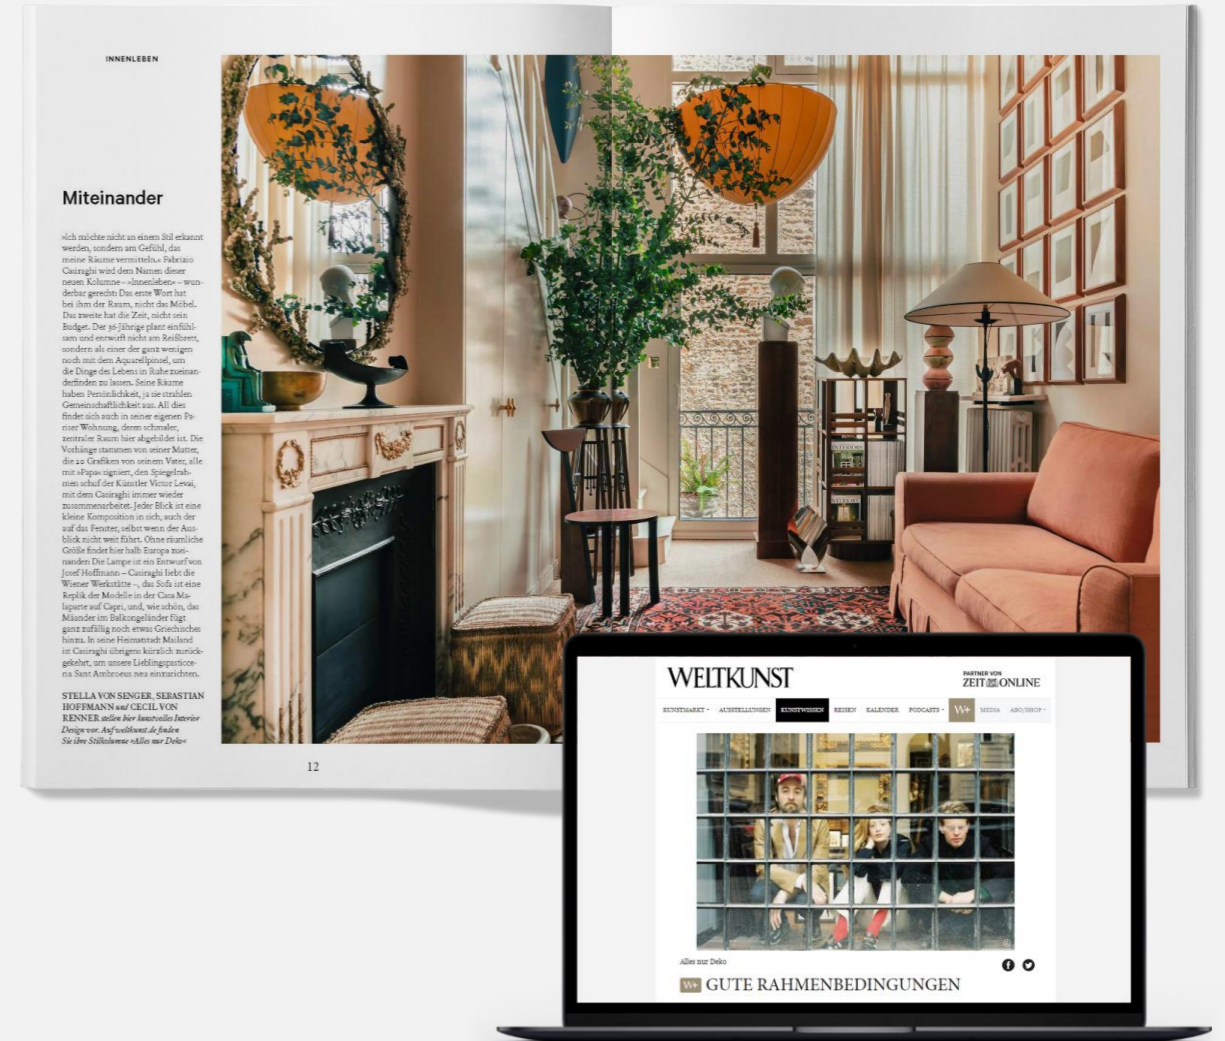 INNENLEBEN
Miteinander
»Ich möchte nicht an einem Stil erkannt
werden, sondern am Gefühl, das
meine Räume vermitteln.« Fabrizio
Casiraghi wird dem Namen dieser
neuen Kolumne – »Innenleben« – wun-
derbar gerecht: Das erste Wort hat
bei ihm der Raum, nicht das Möbel.
Das zweite hat die Zeit, nicht sein
Budget. Der 36-Jährige plant einfühl-
sam und entwirft nicht am Reißbrett,
sondern als einer der ganz wenigen
noch mit dem Aquarellpinsel, um
die Dinge des Lebens in Ruhe zueinan-
derfinden zu lassen. Seine Räume
haben Persönlichkeit, ja sie strahlen
Gemeinschaftlichkeit aus. All dies
findet sich auch in seiner eigenen Pa-
riser Wohnung, deren schmaler,
zentraler Raum hier abgebildet ist. Die
Vorhänge stammen von seiner Mutter,
die 20 Grafiken von seinem Vater, alle
mit »Papa« signiert, den Spiegelrah-
men schuf der Künstler Victor Levai,
mit dem Casiraghi immer wieder
zusammenarbeitet. Jeder Blick ist eine
kleine Komposition in sich, auch der
auf das Fenster, selbst wenn der Aus-
blick nicht weit führt. Ohne räumliche
Größe findet hier halb Europa zuei-
nander: Die Lampe ist ein Entwurf von
Josef Hoffmann – Casiraghi liebt die
Wiener Werkstätte –, das Sofa ist eine
Replik der Modelle in der Casa Ma-
laparte auf Capri, und, wie schön, das
Mäander im Balkongeländer fügt
ganz zufällig noch etwas Griechisches
hinzu. In seine Heimatstadt Mailand
ist Casiraghi übrigens kürzlich zurück-
gekehrt, um unsere Lieblingspasticce-
ria Sant Ambroeus neu einzurichten.
STELLA VON SENGER, SEBASTIAN
HOFFMANN und CECIL VON
RENNER stellen hier kunstvolles Interior
Design vor. Auf weltkunst.de finden
Sie ihre Stilkolumne »Alles nur Deko«
12
WELTKUNST
PARTNER VON
ZEIT ONLINE
KUNSTMARKT AUSSTELLUNGEN KUNSTWISSEN REISEN KALENDER PODCASTS W+ MEDIA ABO/SHOP
Alles nur Deko
W+ GUTE RAHMENBEDINGUNGEN